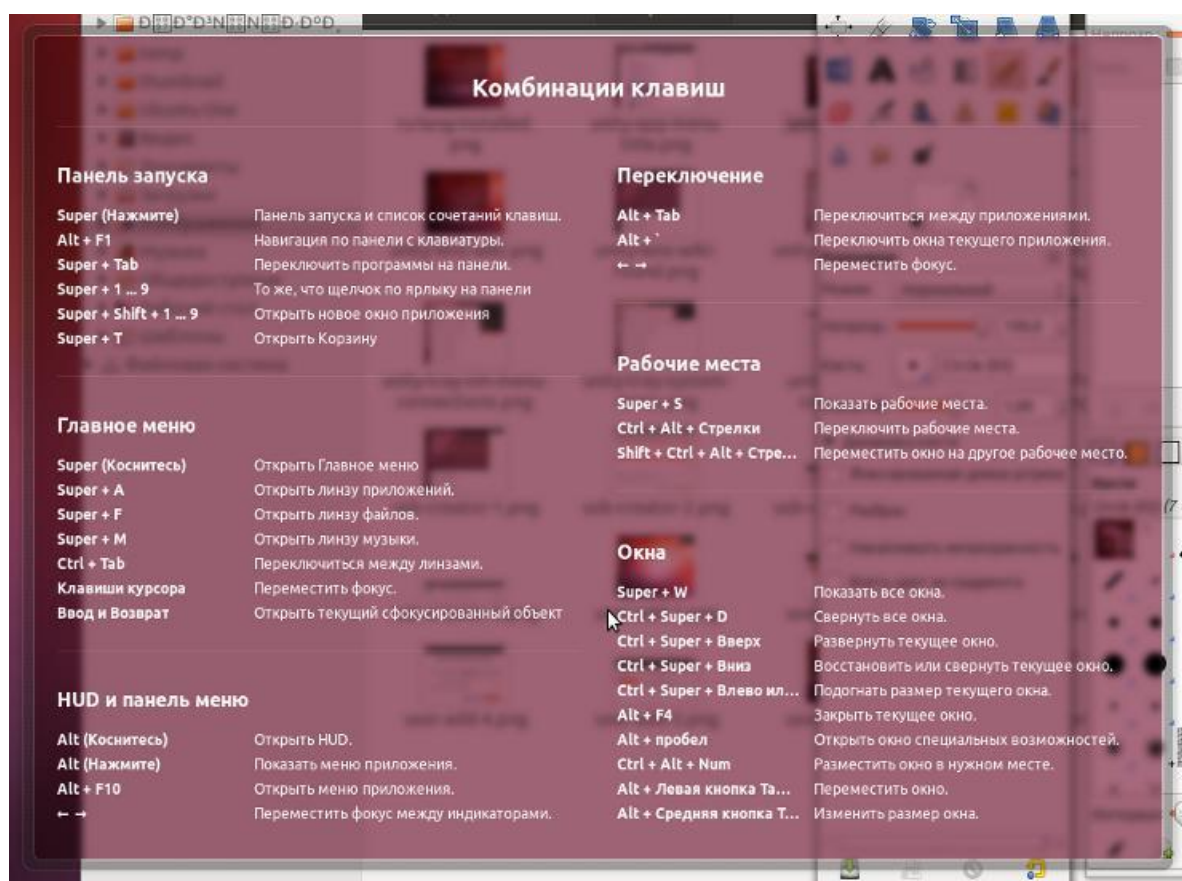 Комбинации клавиш
Панель запуска
Super (Нажмите) Панель запуска и список сочетаний клавиш.
Alt + F1 Навигация по панели с клавиатуры.
Super + Tab Переключить программы на панели.
Super + 1 ... 9 То же, что щелчок по ярлыку на панели
Super + Shift + 1 ... 9 Открыть новое окно приложения
Super + T Открыть Корзину
Главное меню
Super (Коснитесь) Открыть Главное меню
Super + A Открыть линзу приложений.
Super + F Открыть линзу файлов.
Super + M Открыть линзу музыки.
Ctrl + Tab Переключиться между линзами.
Клавиши курсора Переместить фокус.
Ввод и Возврат Открыть текущий сфокусированный объект
HUD и панель меню
Alt (Коснитесь) Открыть HUD.
Alt (Нажмите) Показать меню приложения.
Alt + F10 Открыть меню приложения.
← → Переместить фокус между индикаторами.
Переключение
Alt + Tab Переключиться между приложениями.
Alt + ` Переключить окна текущего приложения.
← → Переместить фокус.
Рабочие места
Super + S Показать рабочие места.
Ctrl + Alt + Стрелки Переключить рабочие места.
Shift + Ctrl + Alt + Стре... Переместить окно на другое рабочее место.
Окна
Super + W Показать все окна.
Ctrl + Super + D Свернуть все окна.
Ctrl + Super + Вверх Развернуть текущее окно.
Ctrl + Super + Вниз Восстановить или свернуть текущее окно.
Ctrl + Super + Влево ил... Подогнать размер текущего окна.
Alt + F4 Закрыть текущее окно.
Alt + пробел Открыть окно специальных возможностей.
Ctrl + Alt + Num Разместить окно в нужном месте.
Alt + Левая кнопка Та... Переместить окно.
Alt + Средняя кнопка Т... Изменить размер окна.